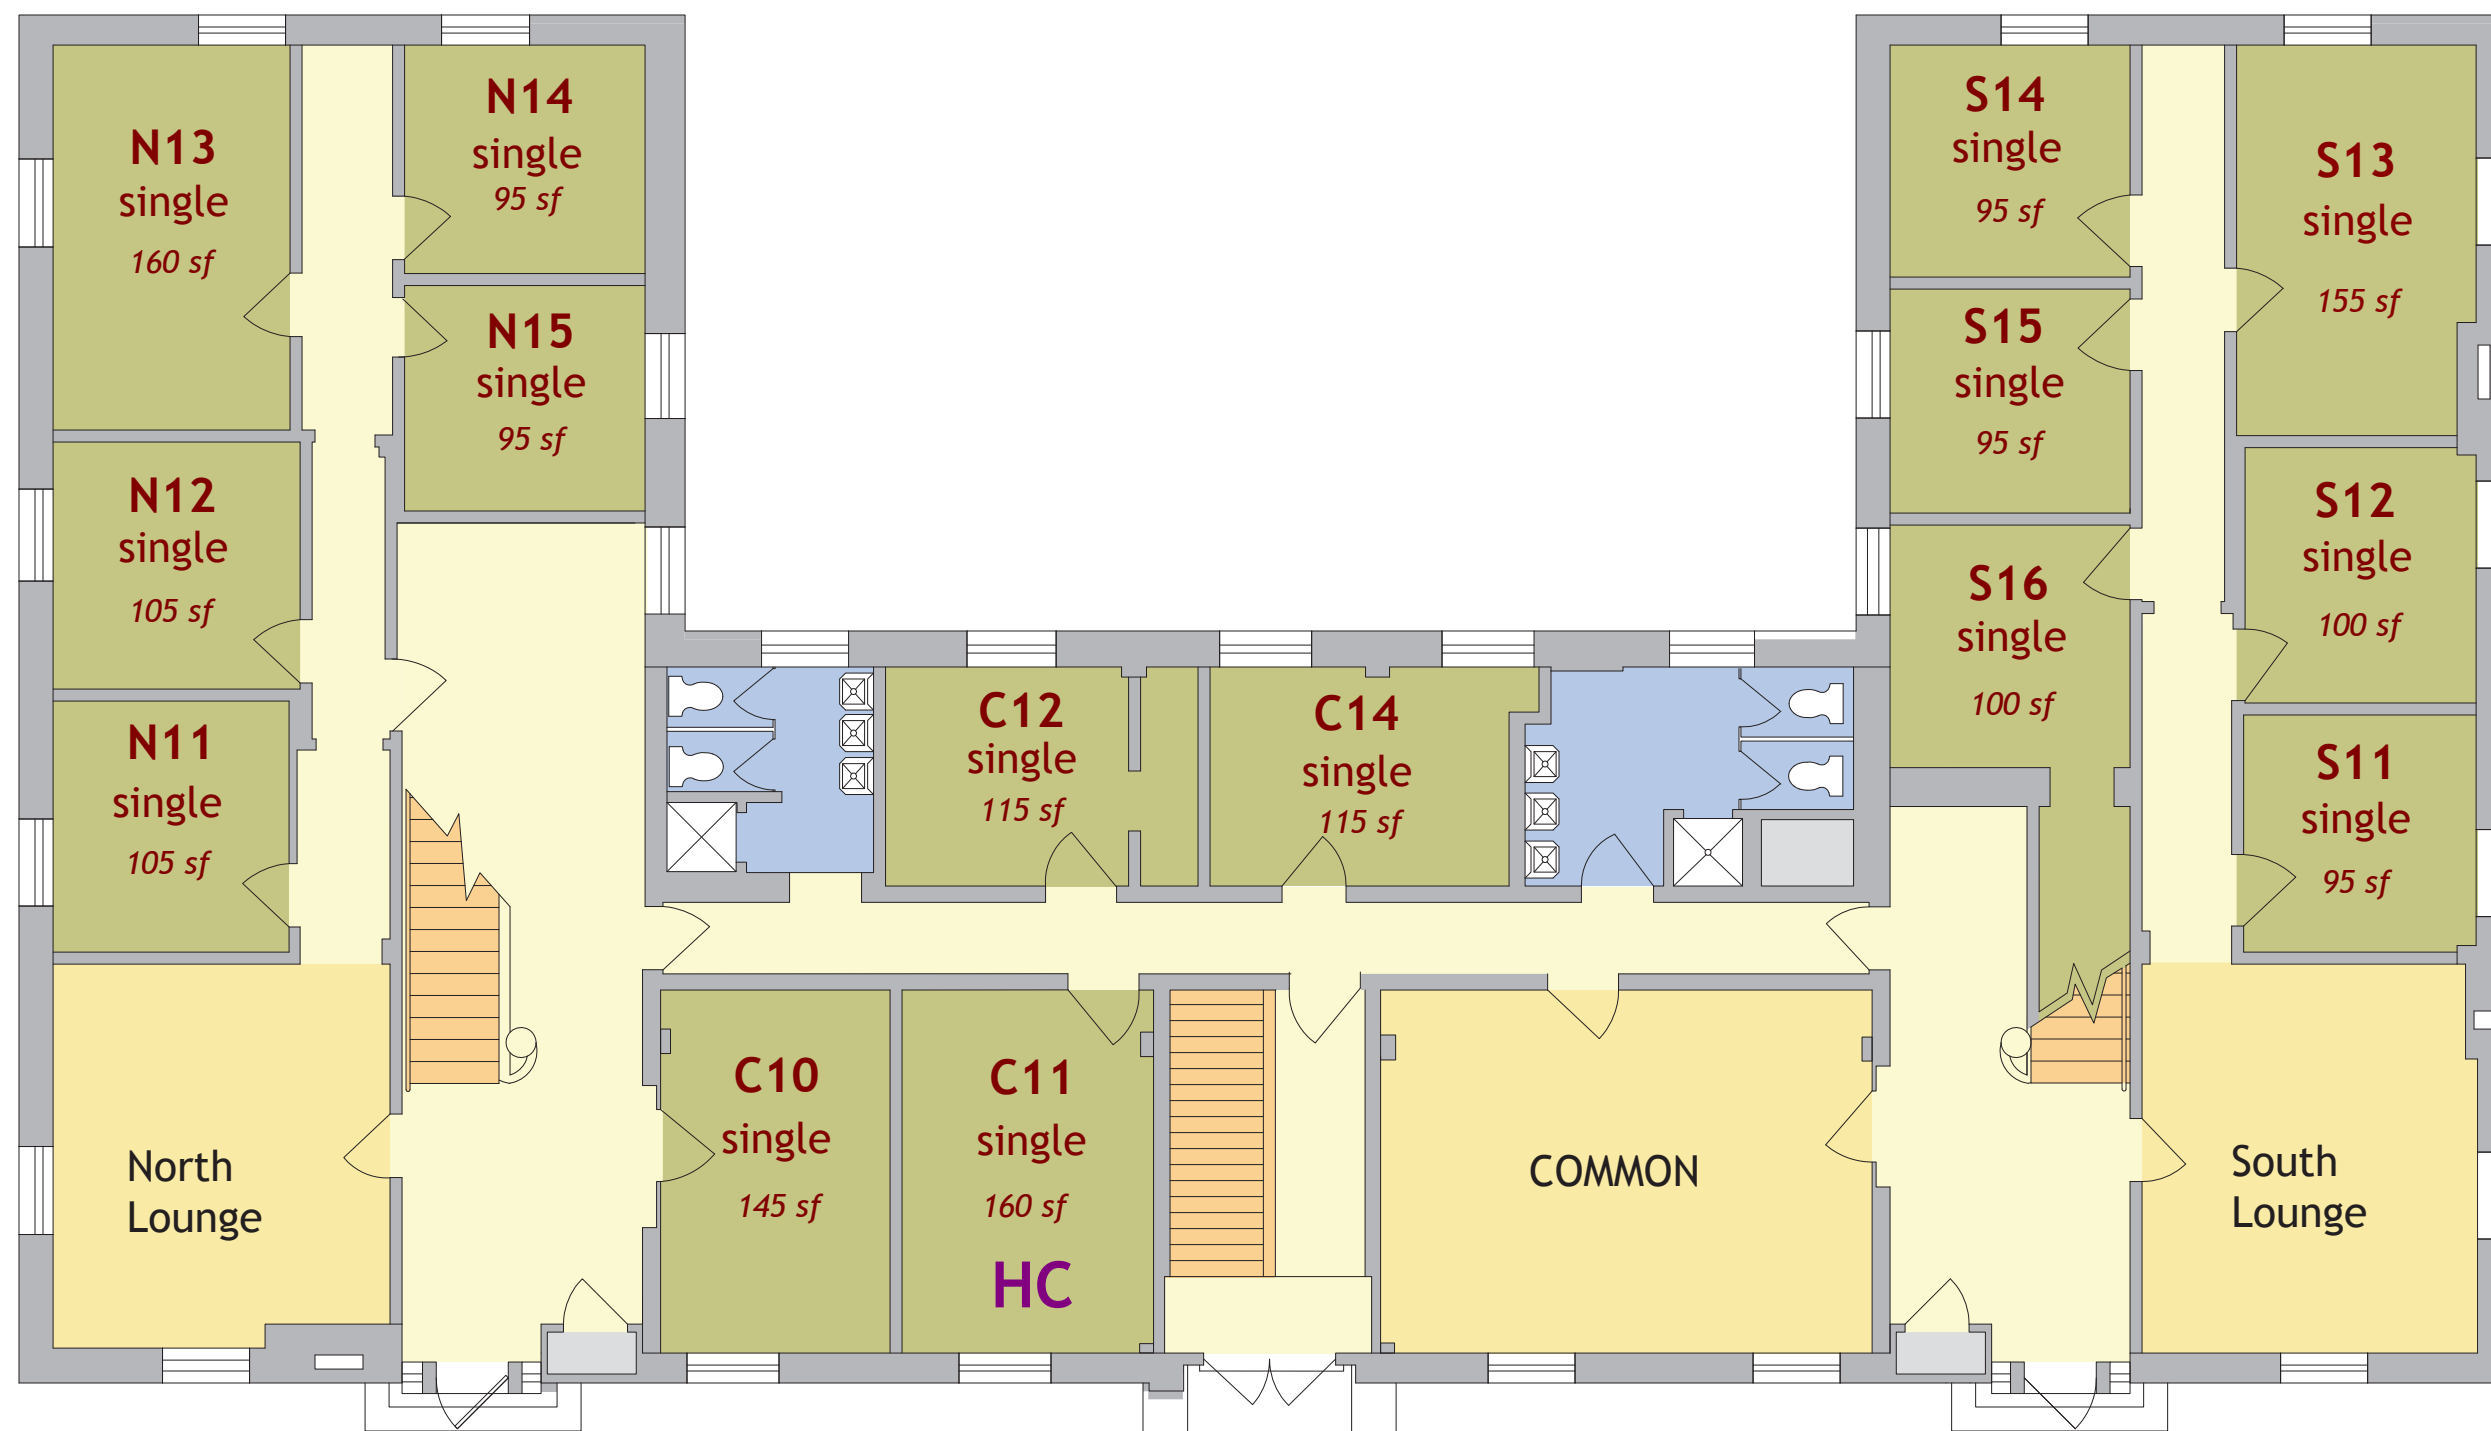 N13
single
160 sf
N14
single
95 sf
N15
single
95 sf
N12
single
105 sf
N11
single
105 sf
North
Lounge
C12
single
115 sf
C14
single
115 sf
C10
single
145 sf
C11
single
160 sf
HC
COMMON
S14
single
95 sf
S13
single
155 sf
S15
single
95 sf
S12
single
100 sf
S16
single
100 sf
S11
single
95 sf
South
Lounge